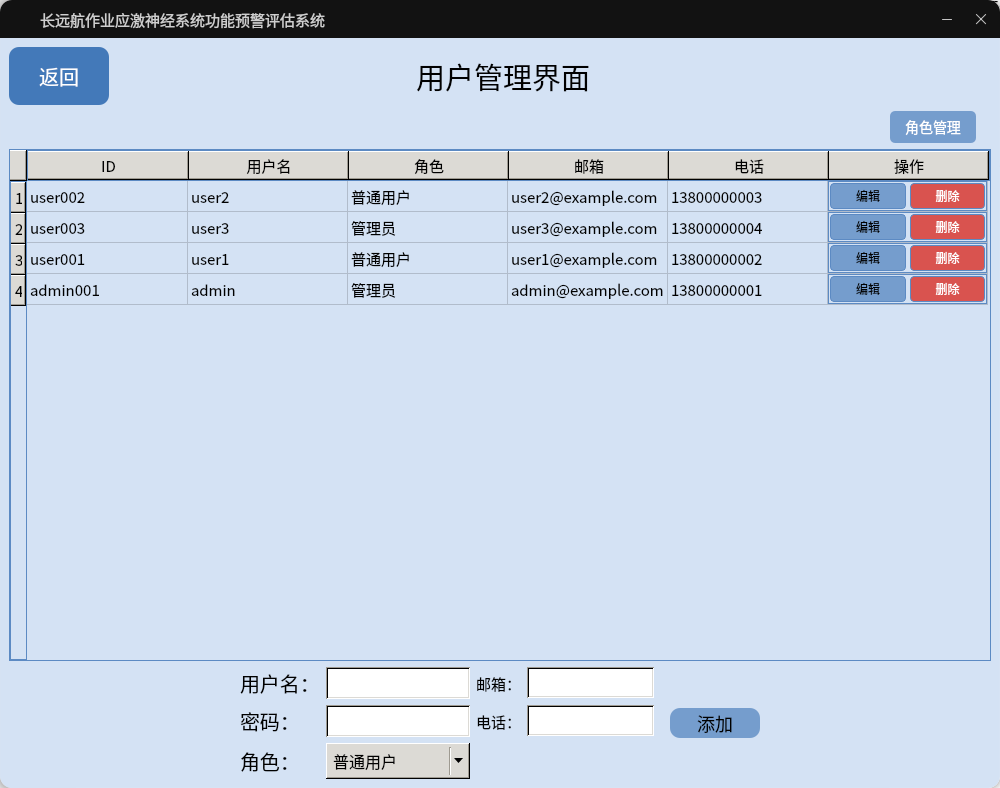 长远航作业应激神经系统功能预警评估系统
返回
用户管理界面
角色管理
ID 用户名 角色 邮箱 电话 操作
1 user002 user2 普通用户 user2@example.com 13800000003 编辑 删除
2 user003 user3 管理员 user3@example.com 13800000004 编辑 删除
3 user001 user1 普通用户 user1@example.com 13800000002 编辑 删除
4 admin001 admin 管理员 admin@example.com 13800000001 编辑 删除
用户名： 邮箱：
密码： 电话： 添加
角色： 普通用户